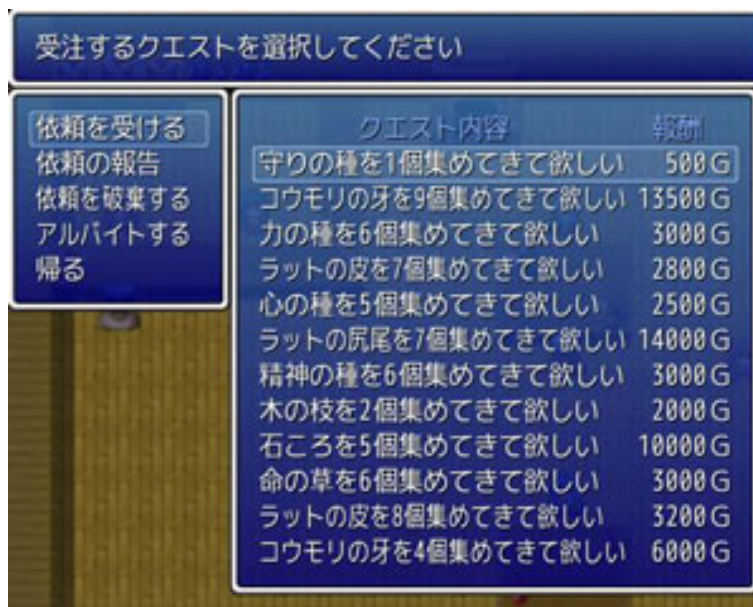 受注するクエストを選択してください
依頼を受ける
依頼の報告
依頼を破棄する
アルバイトする
帰る
クエスト内容 報酬
守りの種を1個集めてきて欲しい 500G
コウモリの牙を9個集めてきて欲しい 13500G
力の種を6個集めてきて欲しい 3000G
ラットの皮を7個集めてきて欲しい 2800G
心の種を5個集めてきて欲しい 2500G
ラットの尻尾を7個集めてきて欲しい 14000G
精神の種を6個集めてきて欲しい 3000G
木の枝を2個集めてきて欲しい 2000G
石ころを5個集めてきて欲しい 10000G
命の草を6個集めてきて欲しい 3000G
ラットの皮を8個集めてきて欲しい 3200G
コウモリの牙を4個集めてきて欲しい 6000G